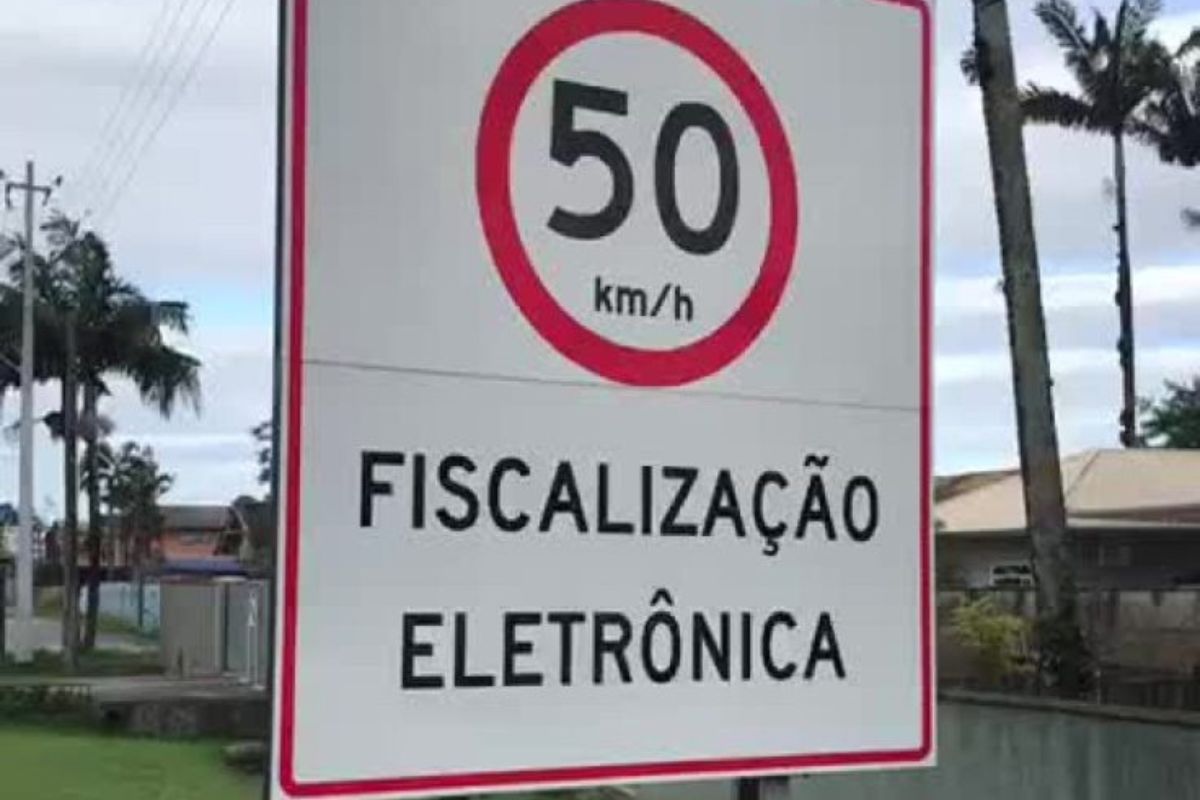 50
km/h
FISCALIZAÇÃO
ELETRÔNICA